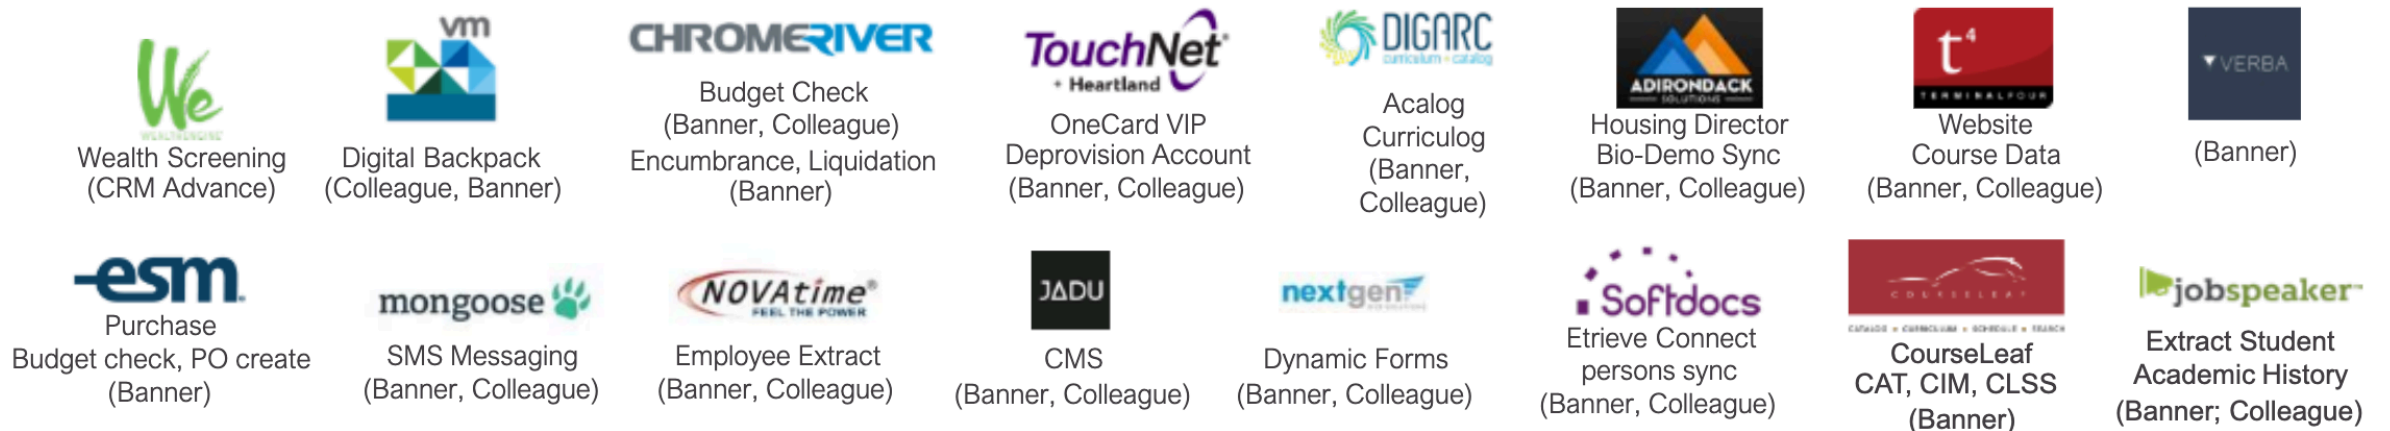 We
WEALTHENGINE
Wealth Screening
(CRM Advance)
vm
Digital Backpack
(Colleague, Banner)
CHROMERIVER
Budget Check
(Banner, Colleague)
Encumbrance, Liquidation
(Banner)
TouchNet®
+ Heartland
OneCard VIP
Deprovision Account
(Banner, Colleague)
DIGARC
curriculum + catalog
Acalog
Curriculog
(Banner,
Colleague)
ADIRONDACK
SOLUTIONS
Housing Director
Bio-Demo Sync
(Banner, Colleague)
t4
TERMINALFOUR
Website
Course Data
(Banner, Colleague)
VERBA
(Banner)
esm.
Purchase
Budget check, PO create
(Banner)
mongoose
SMS Messaging
(Banner, Colleague)
NOVAtime®
FEEL THE POWER
Employee Extract
(Banner, Colleague)
JADU
CMS
(Banner, Colleague)
nextgen
Dynamic Forms
(Banner, Colleague)
Softdocs
Etrieve Connect
persons sync
(Banner, Colleague)
COURSELEAF
CATALOG ▪ CURRICULUM ▪ SCHEDULE ▪ SEARCH
CourseLeaf
CAT, CIM, CLSS
(Banner)
jobspeaker™
Extract Student
Academic History
(Banner; Colleague)